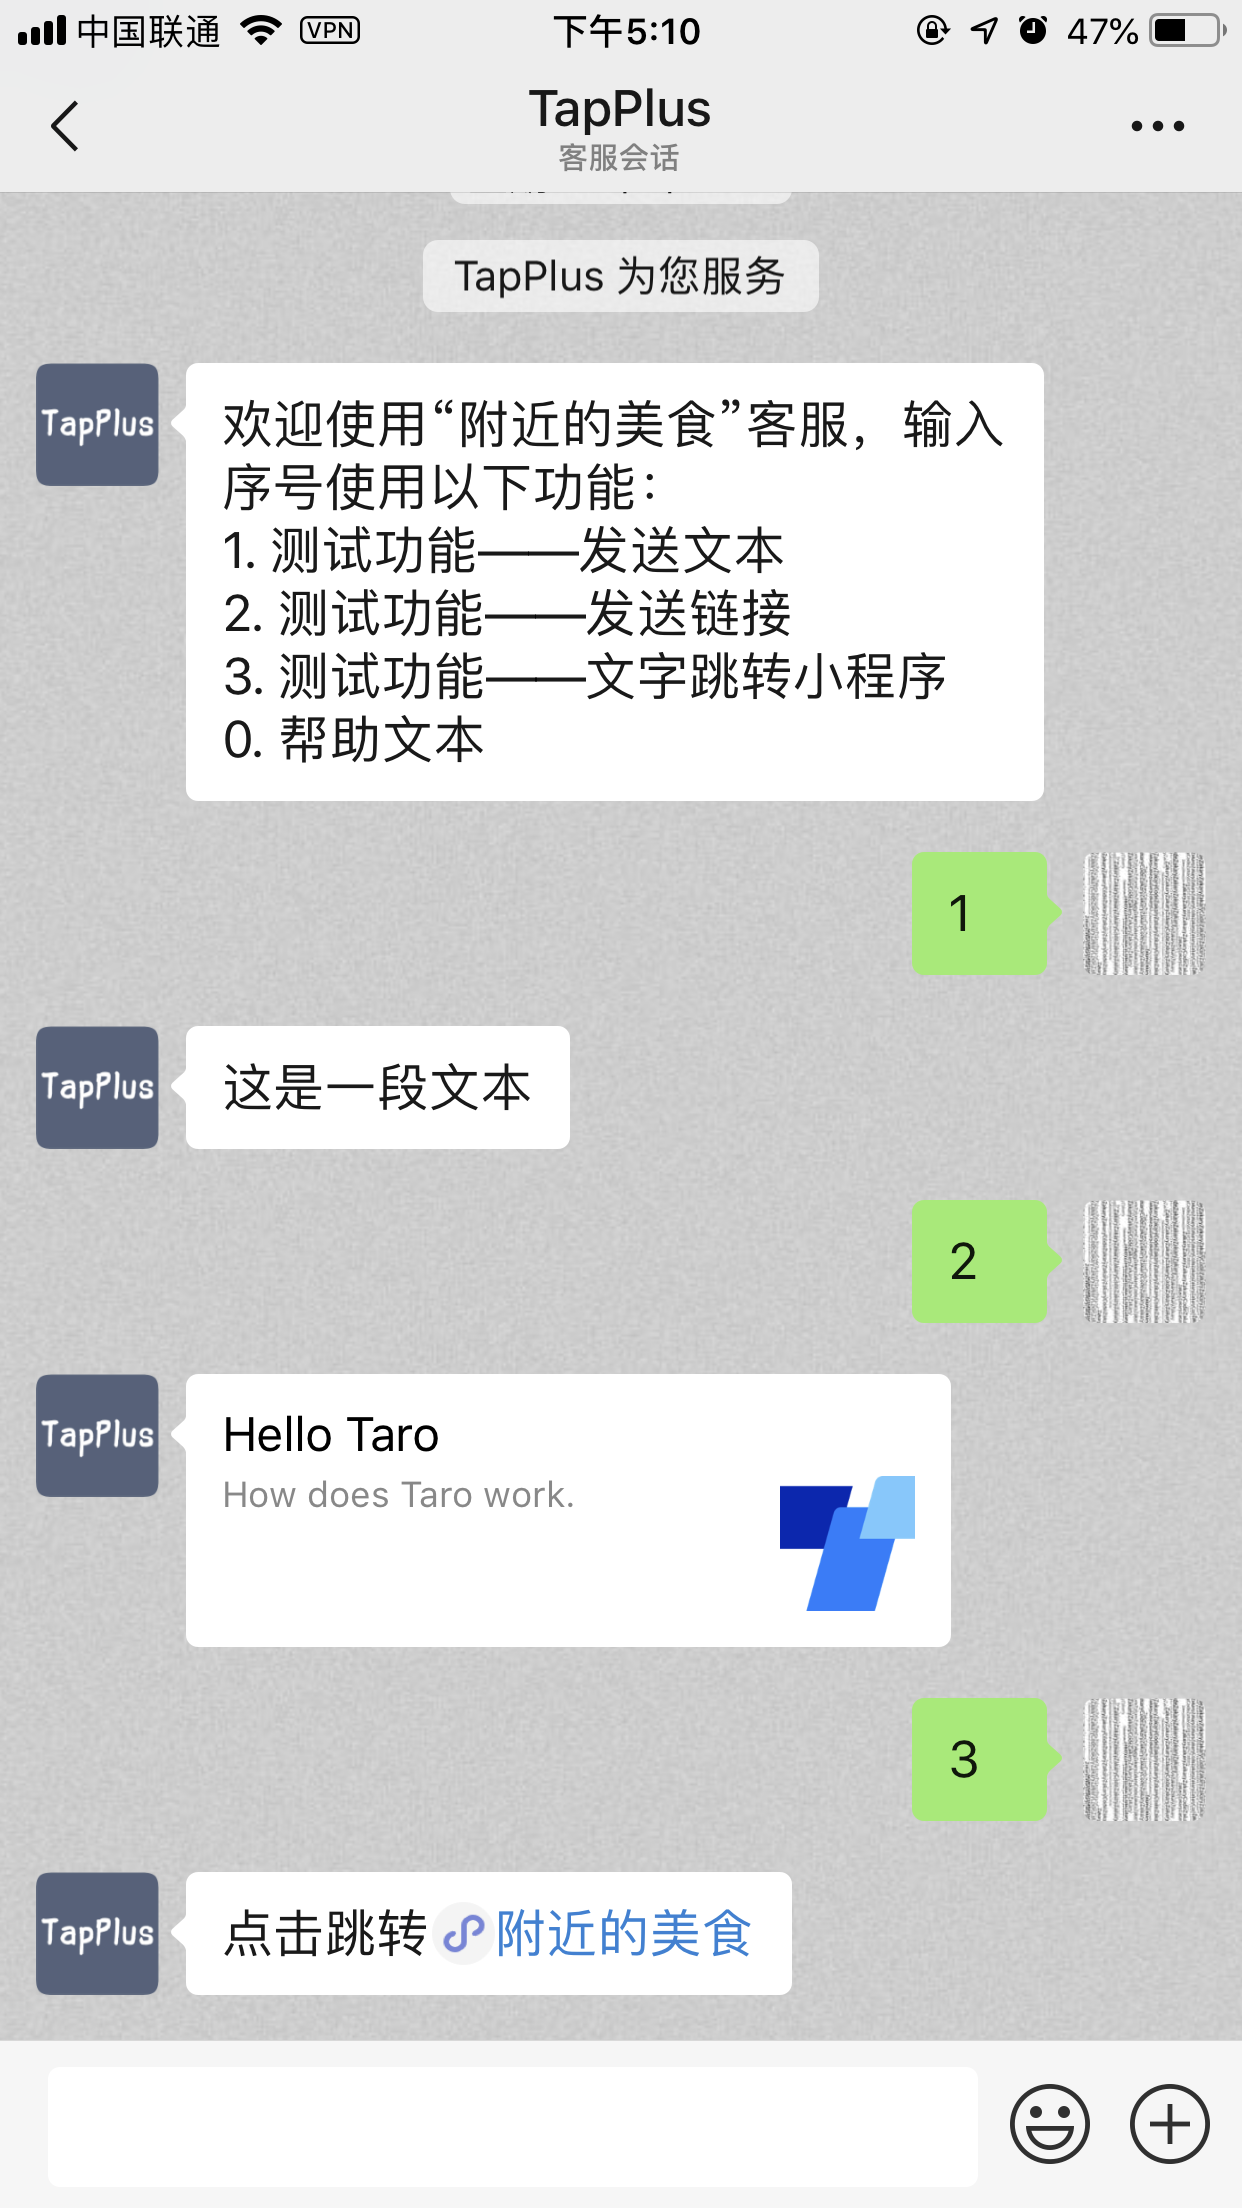 中国联通 VPN 下午5:10 47%
TapPlus
客服会话
TapPlus 为您服务
TapPlus
欢迎使用“附近的美食”客服，输入
序号使用以下功能：
1. 测试功能——发送文本
2. 测试功能——发送链接
3. 测试功能——文字跳转小程序
0. 帮助文本
1
TapPlus
这是一段文本
2
TapPlus
Hello Taro
How does Taro work.
3
TapPlus
点击跳转附近的美食